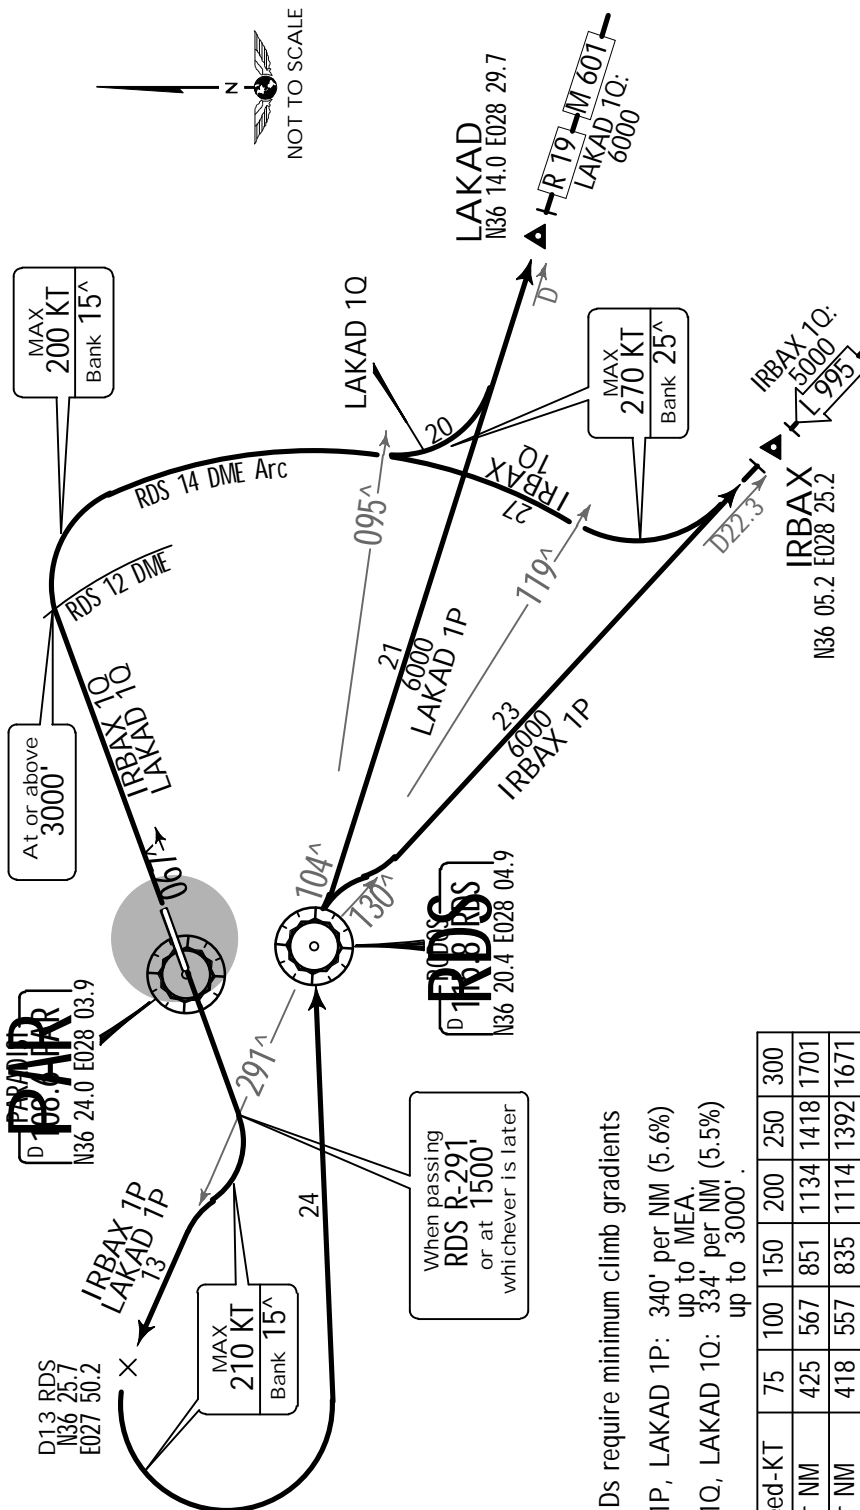 N
NOT TO SCALE
LAKAD
N36 14.0 E028 29.7
R 19
M 601
LAKAD 1Q:
6000
MAX
200 KT
Bank 15^
LAKAD 1Q
D
MAX
270 KT
Bank 25^
IRBAX 1Q:
5000
L 995
IRBAX
N36 05.2 E028 25.2
D22.3
RDS 14 DME Arc
RDS 12 DME
20
IRBAX
1Q
27
095^
119^
21
6000
LAKAD 1P
23
6000
IRBAX 1P
At or above
3000'
IRBAX 1Q
LAKAD 1Q
067^
104^
130^
D
RDS
N36 20.4 E028 04.9
D
PAR
N36 24.0 E028 03.9
291^
IRBAX 1P
LAKAD 1P
13
24
When passing
RDS R-291
or at 1500'
whichever is later
MAX
210 KT
Bank 15^
D13 RDS
N36 25.7
E027 50.2
Ds require minimum climb gradients
1P, LAKAD 1P: 340' per NM (5.6%)
up to MEA.
1Q, LAKAD 1Q: 334' per NM (5.5%)
up to 3000'.
eed-KT 75 100 150 200 250 300
NM 425 567 851 1134 1418 1701
NM 418 557 835 1114 1392 1671